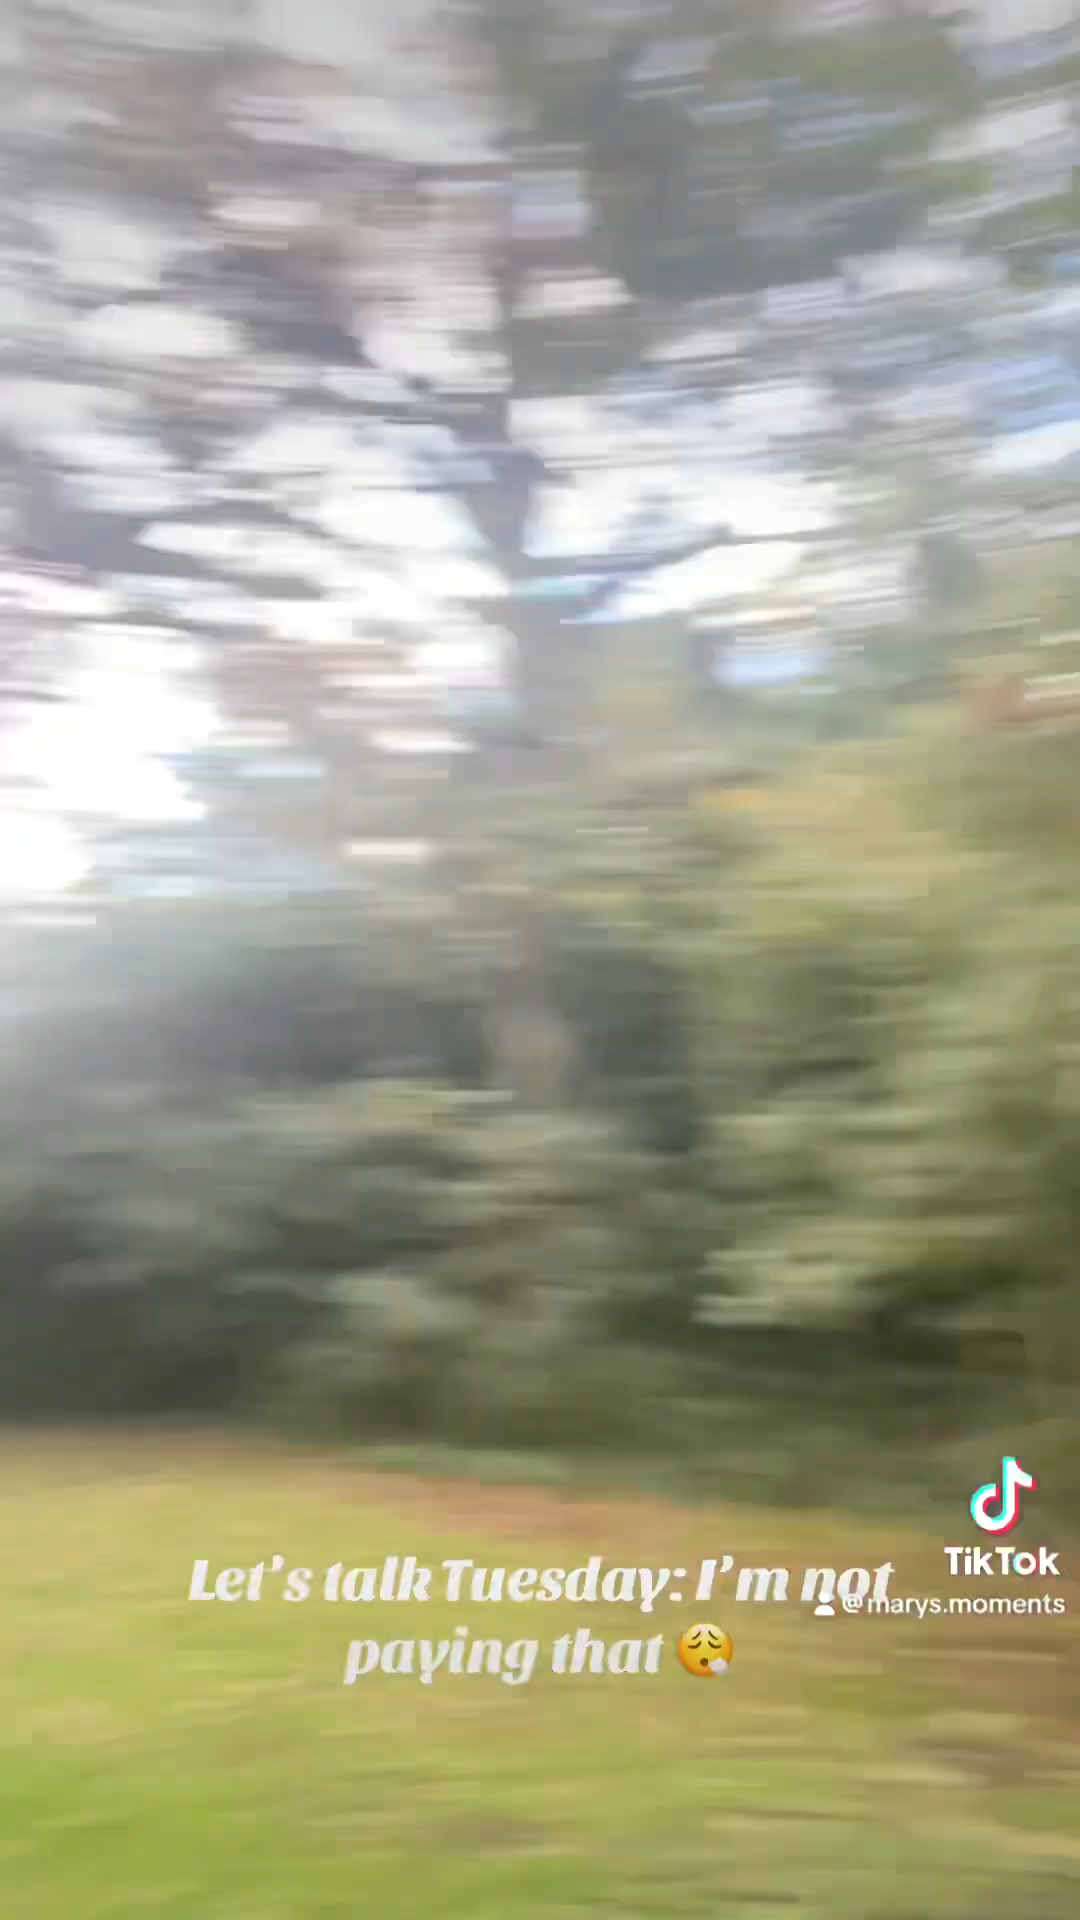 Let's talk Tuesday: I'm not
paying that 😮‍💨
TikTok
@marys.moments